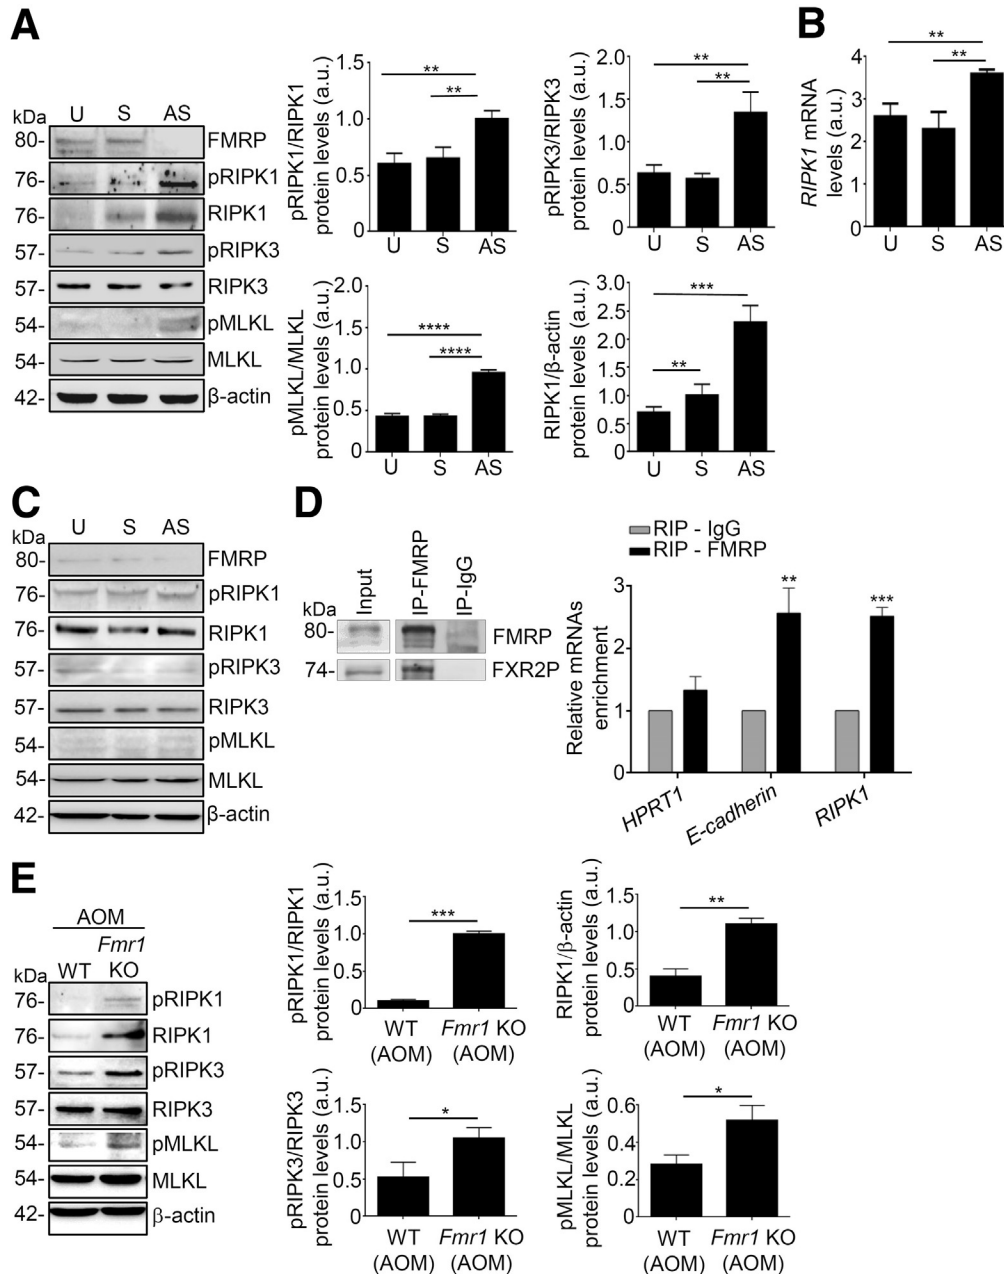 A
kDa U S AS
80- FMRP
76- pRIPK1
76- RIPK1
57- pRIPK3
57- RIPK3
54- pMLKL
54- MLKL
42- β-actin
pRIPK1/RIPK1
protein levels (a.u.)
1.5
1.0
0.5
0
**
**
U S AS
pRIPK3/RIPK3
protein levels (a.u.)
2.0
1.5
1.0
0.5
0
**
**
U S AS
pMLKL/MLKL
protein levels (a.u.)
2.0
1.5
1.0
0.5
0
****
****
U S AS
RIPK1/β-actin
protein levels (a.u.)
3.0
2.5
2.0
1.5
1.0
0.5
0
***
**
U S AS
B
RIPK1 mRNA
levels (a.u.)
4
3
2
1
0
**
**
U S AS
C
kDa U S AS
80- FMRP
76- pRIPK1
76- RIPK1
57- pRIPK3
57- RIPK3
54- pMLKL
54- MLKL
42- β-actin
D
kDa Input IP-FMRP IP-IgG
80- FMRP
74- FXR2P
RIP - IgG
RIP - FMRP
Relative mRNAs
enrichment
3
2
1
0
**
***
HPRT1 E-cadherin RIPK1
E
AOM
kDa WT Fmr1 KO
76- pRIPK1
76- RIPK1
57- pRIPK3
57- RIPK3
54- pMLKL
54- MLKL
42- β-actin
pRIPK1/RIPK1
protein levels (a.u.)
1.5
1.0
0.5
0
***
WT Fmr1 KO
(AOM) (AOM)
RIPK1/β-actin
protein levels (a.u.)
1.5
1.0
0.5
0
**
WT Fmr1 KO
(AOM) (AOM)
pRIPK3/RIPK3
protein levels (a.u.)
1.5
1.0
0.5
0
*
WT Fmr1 KO
(AOM) (AOM)
pMLKL/MLKL
protein levels (a.u.)
0.6
0.4
0.2
0
*
WT Fmr1 KO
(AOM) (AOM)